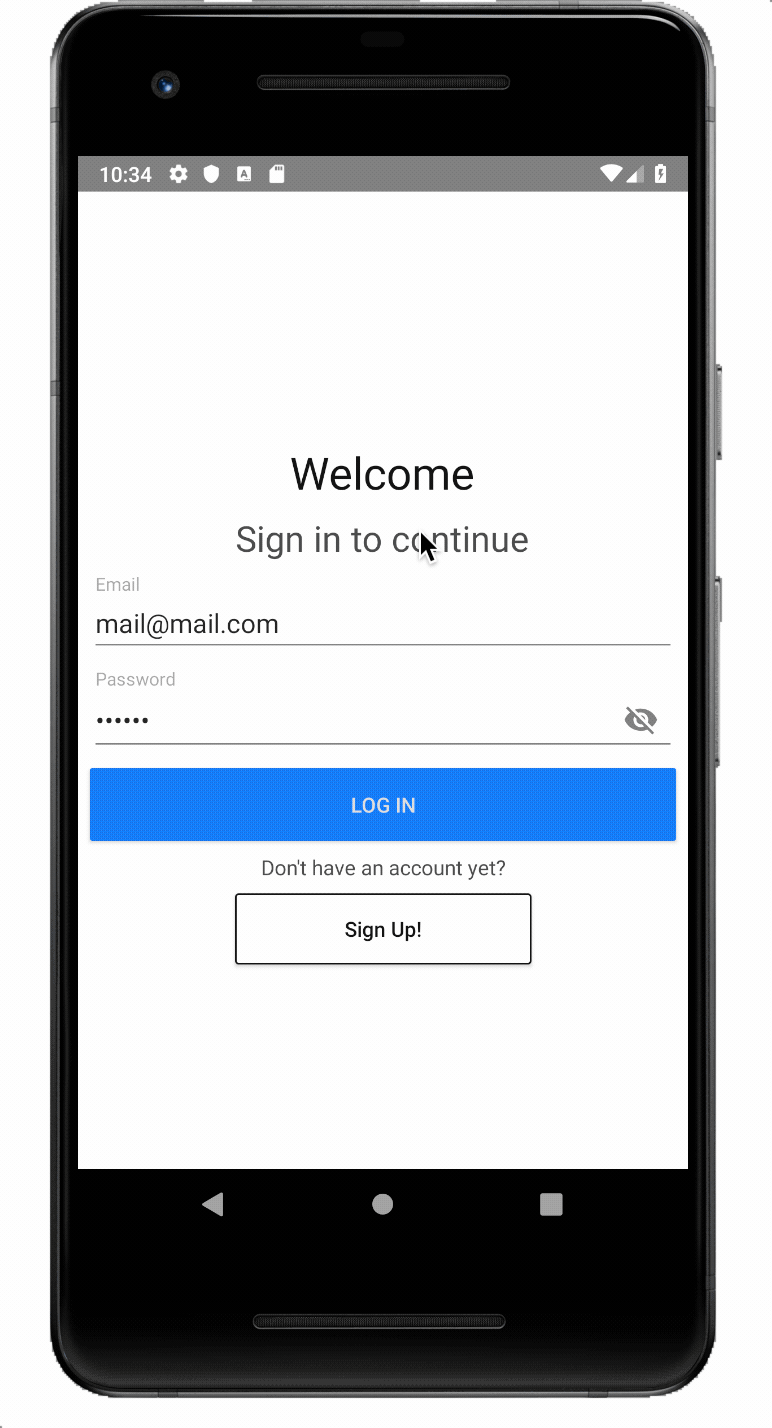 10:34
Welcome
Sign in to continue
Email
mail@mail.com
Password
••••••
LOG IN
Don't have an account yet?
Sign Up!